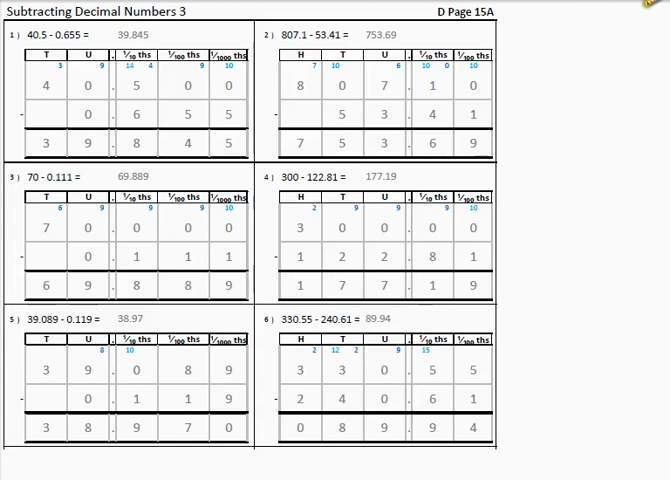 Subtracting Decimal Numbers 3 D Page 15A
1 ) 40.5 - 0.655 = 39.845
T U . 1/10 ths 1/100 ths 1/1000 ths
3 9 14 4 9 10
4 0 . 5 0 0
- 0 . 6 5 5
3 9 . 8 4 5
2 ) 807.1 - 53.41 = 753.69
H T U . 1/10 ths 1/100 ths
7 10 6 10 0 10
8 0 7 . 1 0
- 5 3 . 4 1
7 5 3 . 6 9
3 ) 70 - 0.111 = 69.889
T U . 1/10 ths 1/100 ths 1/1000 ths
6 9 9 9 10
7 0 . 0 0 0
- 0 . 1 1 1
6 9 . 8 8 9
4 ) 300 - 122.81 = 177.19
H T U . 1/10 ths 1/100 ths
2 9 9 9 10
3 0 0 . 0 0
- 1 2 2 . 8 1
1 7 7 . 1 9
5 ) 39.089 - 0.119 = 38.97
T U . 1/10 ths 1/100 ths 1/1000 ths
8 10
3 9 . 0 8 9
- 0 . 1 1 9
3 8 . 9 7 0
6 ) 330.55 - 240.61 = 89.94
H T U . 1/10 ths 1/100 ths
2 12 2 9 15
3 3 0 . 5 5
- 2 4 0 . 6 1
0 8 9 . 9 4